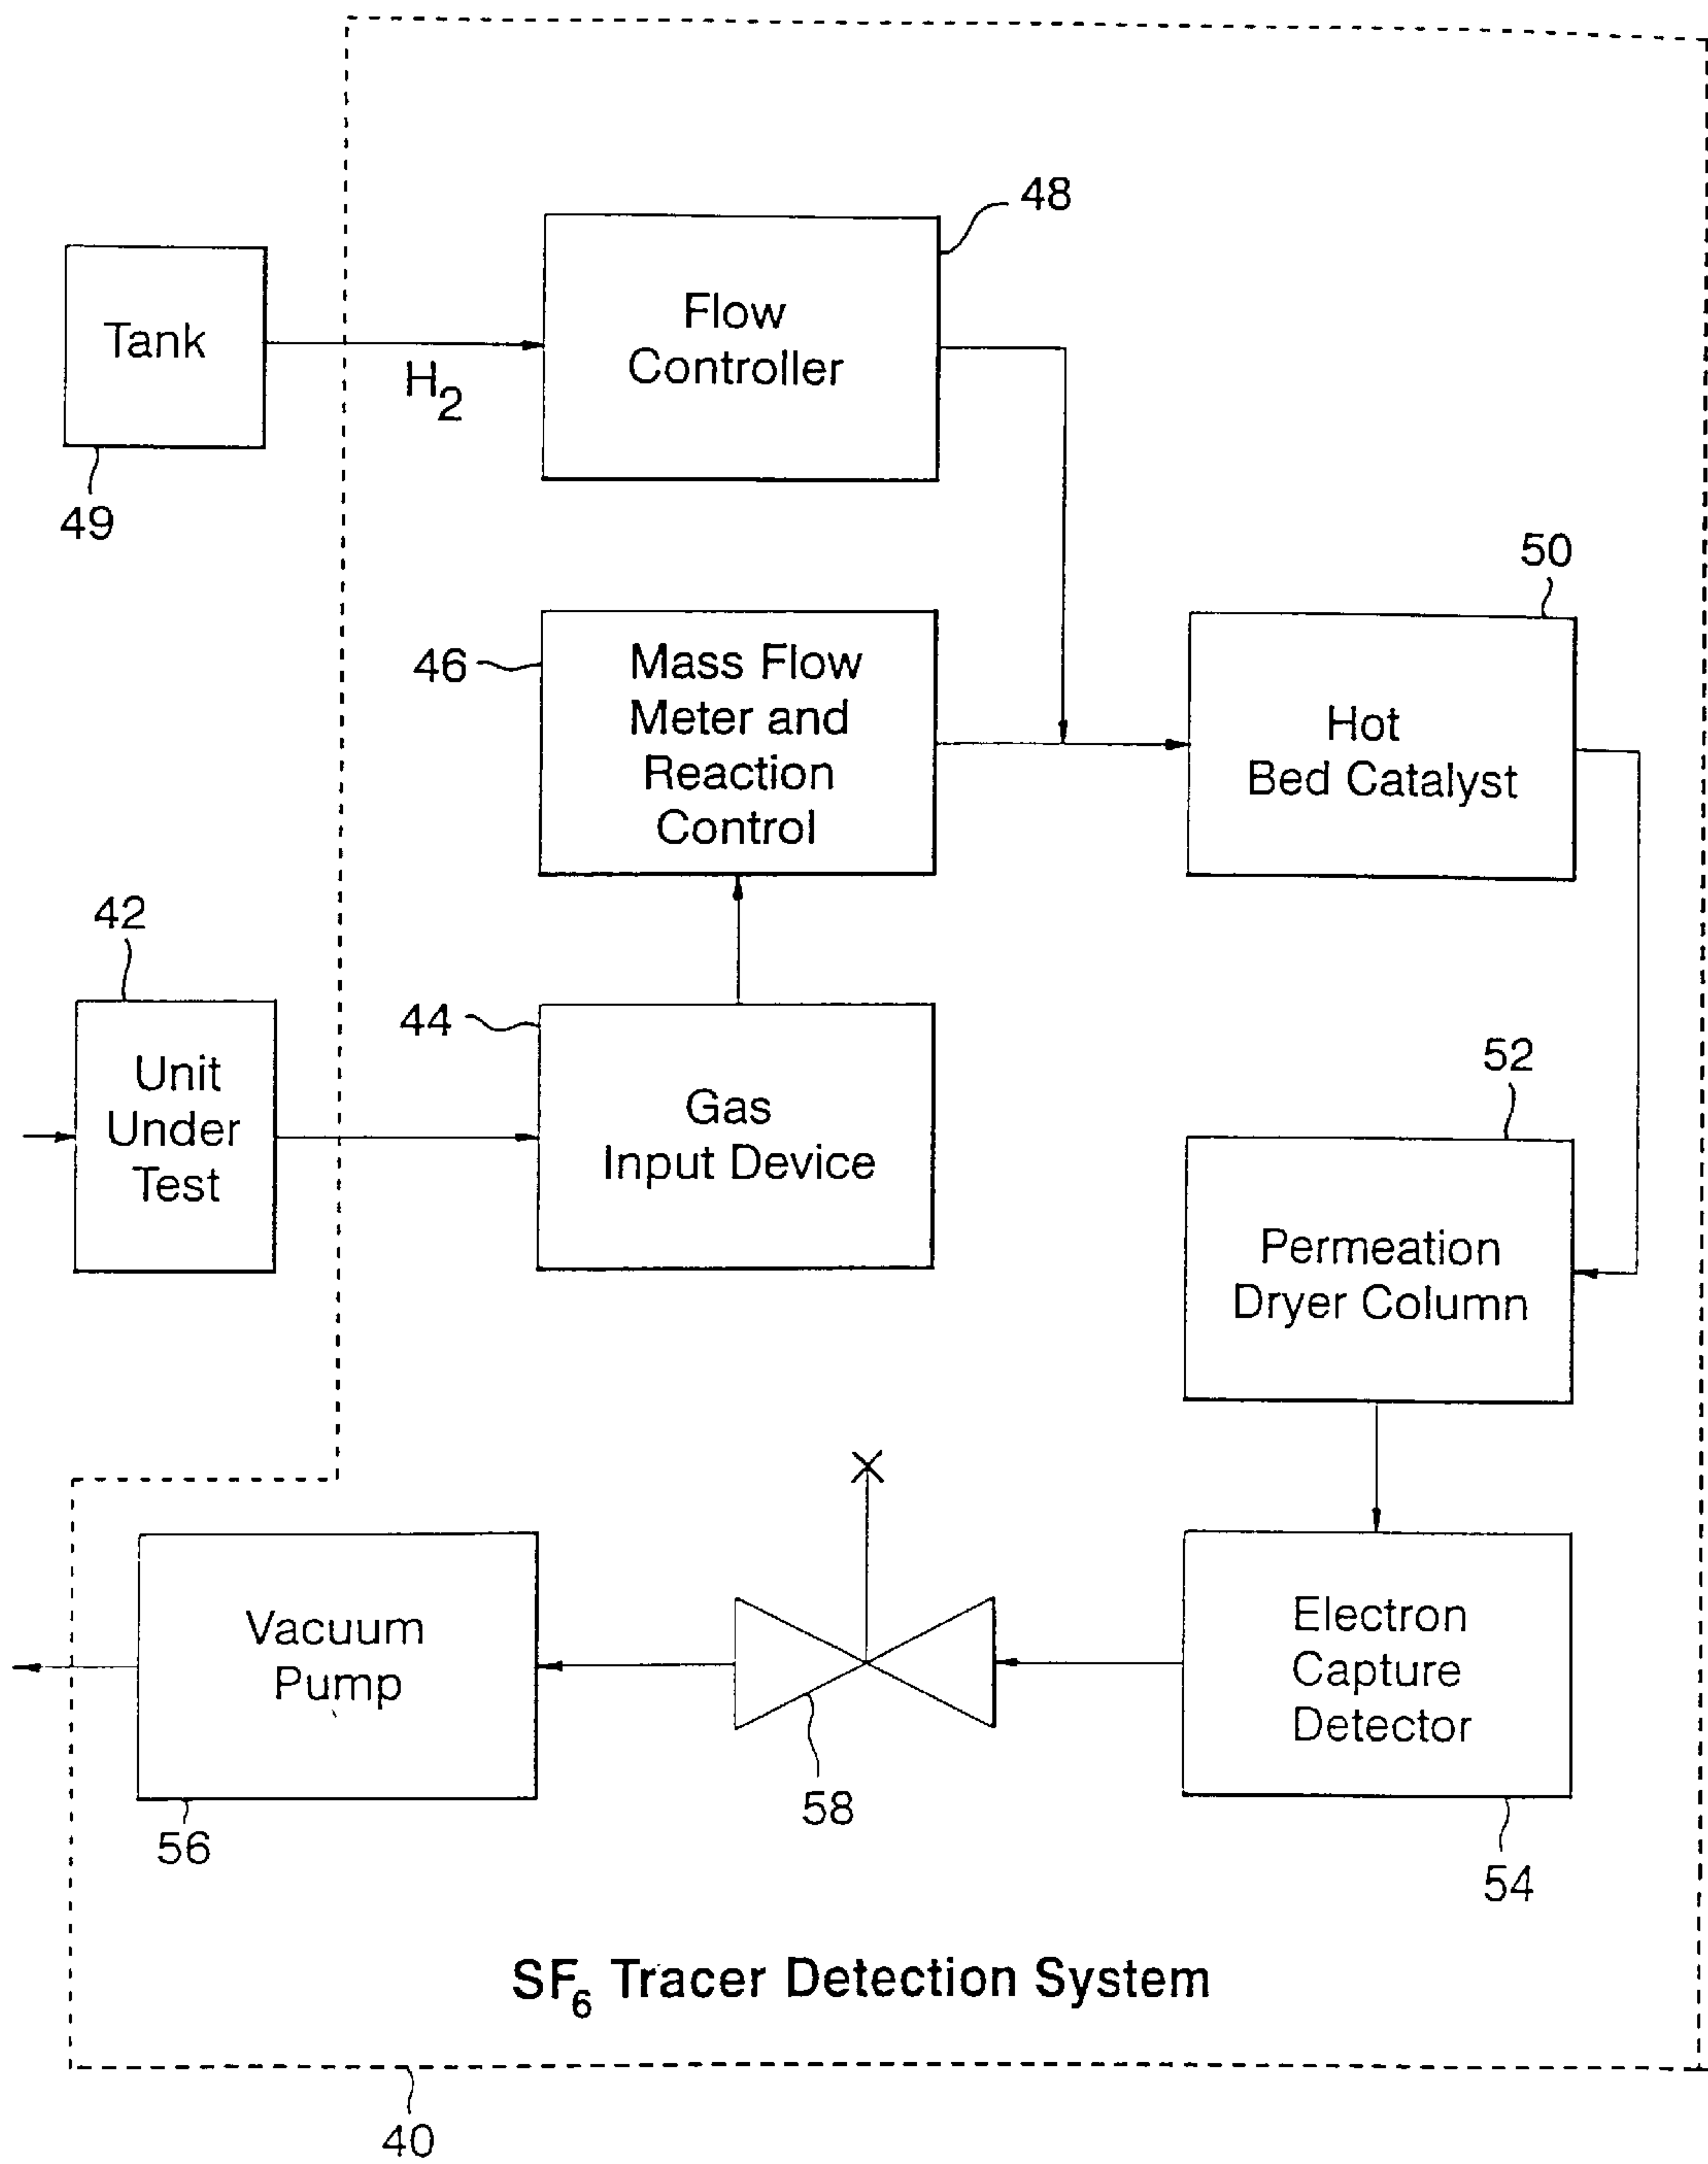 48
Tank
H2
Flow
Controller
49
50
46
Mass Flow
Meter and
Reaction
Control
Hot
Bed Catalyst
42
44
Unit
Under
Test
Gas
Input Device
52
Permeation
Dryer Column
Vacuum
Pump
Electron
Capture
Detector
58
56
54
SF6 Tracer Detection System
40